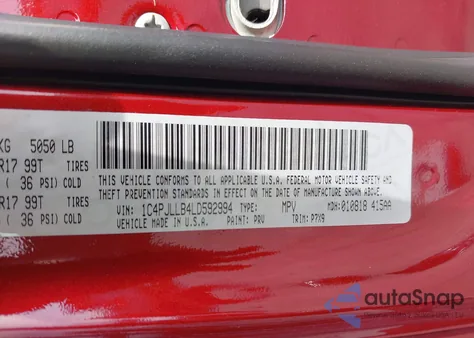 KG 5050 LB
R17 99T TIRES
( 36 PSI) COLD
R17 99T TIRES
( 36 PSI) COLD
THIS VEHICLE CONFORMS TO ALL APPLICABLE U.S.A. FEDERAL MOTOR VEHICLE SAFETY AND
THEFT PREVENTION STANDARDS IN EFFECT ON THE DATE OF MANUFACTURE SHOWN ABOVE.
VIN: 1C4PJLLB4LD592994 TYPE: MPV MDH: 010818 415AA
VEHICLE MADE IN U.S.A. PAINT: PRV TRIM: P7X9
autoSnap